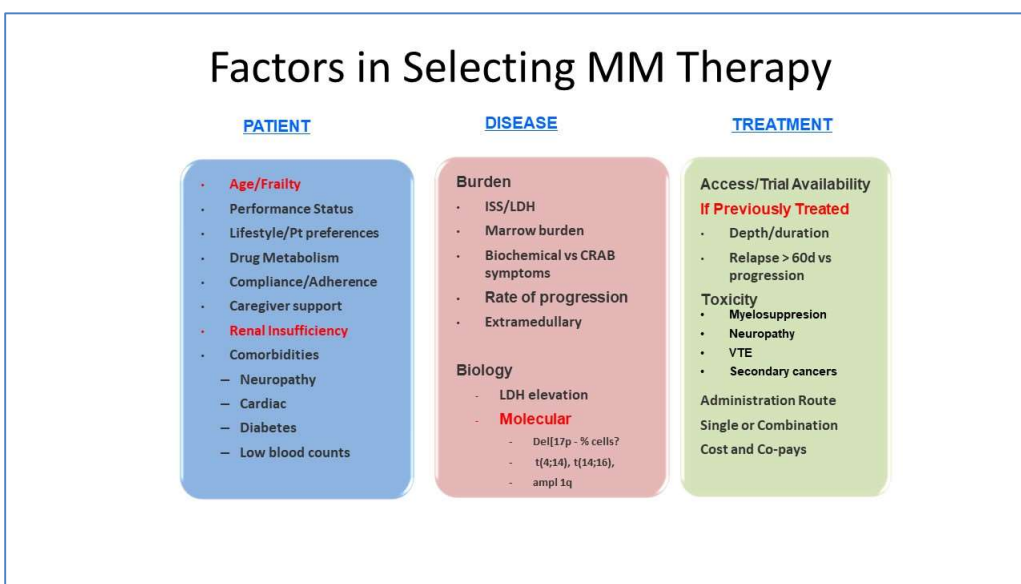 Factors in Selecting MM Therapy
PATIENT
· Age/Frailty
· Performance Status
· Lifestyle/Pt preferences
· Drug Metabolism
· Compliance/Adherence
· Caregiver support
· Renal Insufficiency
· Comorbidities
– Neuropathy
– Cardiac
– Diabetes
– Low blood counts
DISEASE
Burden
· ISS/LDH
· Marrow burden
· Biochemical vs CRAB
symptoms
· Rate of progression
· Extramedullary
Biology
- LDH elevation
- Molecular
- Del[17p - % cells?
- t(4;14), t(14;16),
- ampl 1q
TREATMENT
Access/Trial Availability
If Previously Treated
· Depth/duration
· Relapse > 60d vs
progression
Toxicity
• Myelosuppresion
• Neuropathy
• VTE
• Secondary cancers
Administration Route
Single or Combination
Cost and Co-pays